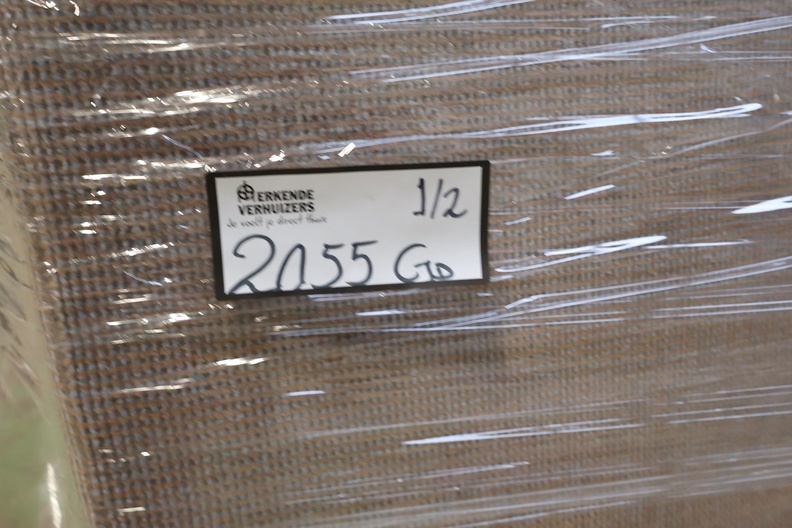 ERKENDE
VERHUIZERS
Je voelt je direct thuis
1/2
2055 GD